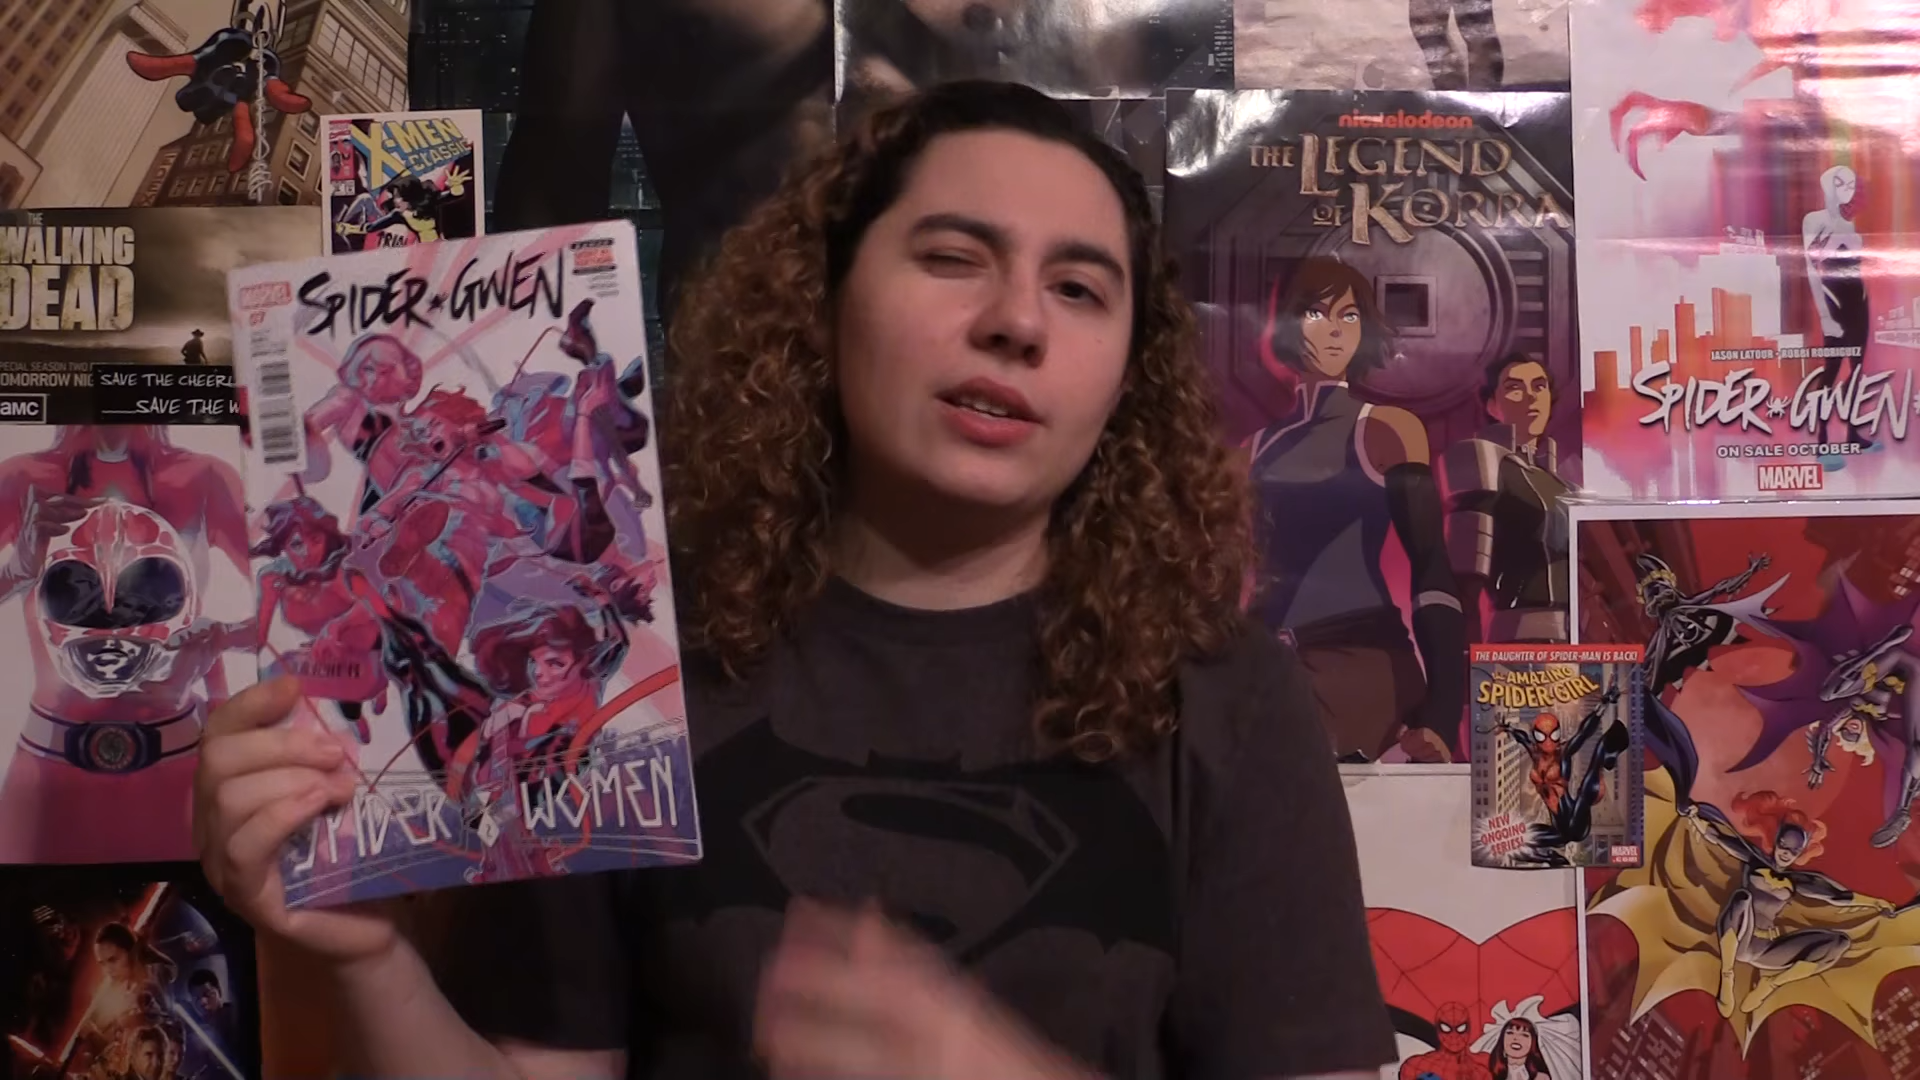 X-MEN
CLASSIC
THE
WALKING
DEAD
SPECIAL SEASON TWO
TOMORROW NIG
amc
SAVE THE CHEERL
SAVE THE W
MARVEL
SPIDER-GWEN
SPIDER WOMEN
nickelodeon
THE LEGEND
OF KORRA
JASON LATOUR • ROBBI RODRIGUEZ
SPIDER-GWEN
ON SALE OCTOBER
MARVEL
THE DAUGHTER OF SPIDER-MAN IS BACK!
THE AMAZING
SPIDER-GIRL
NEW
ONGOING
SERIES!
MARVEL